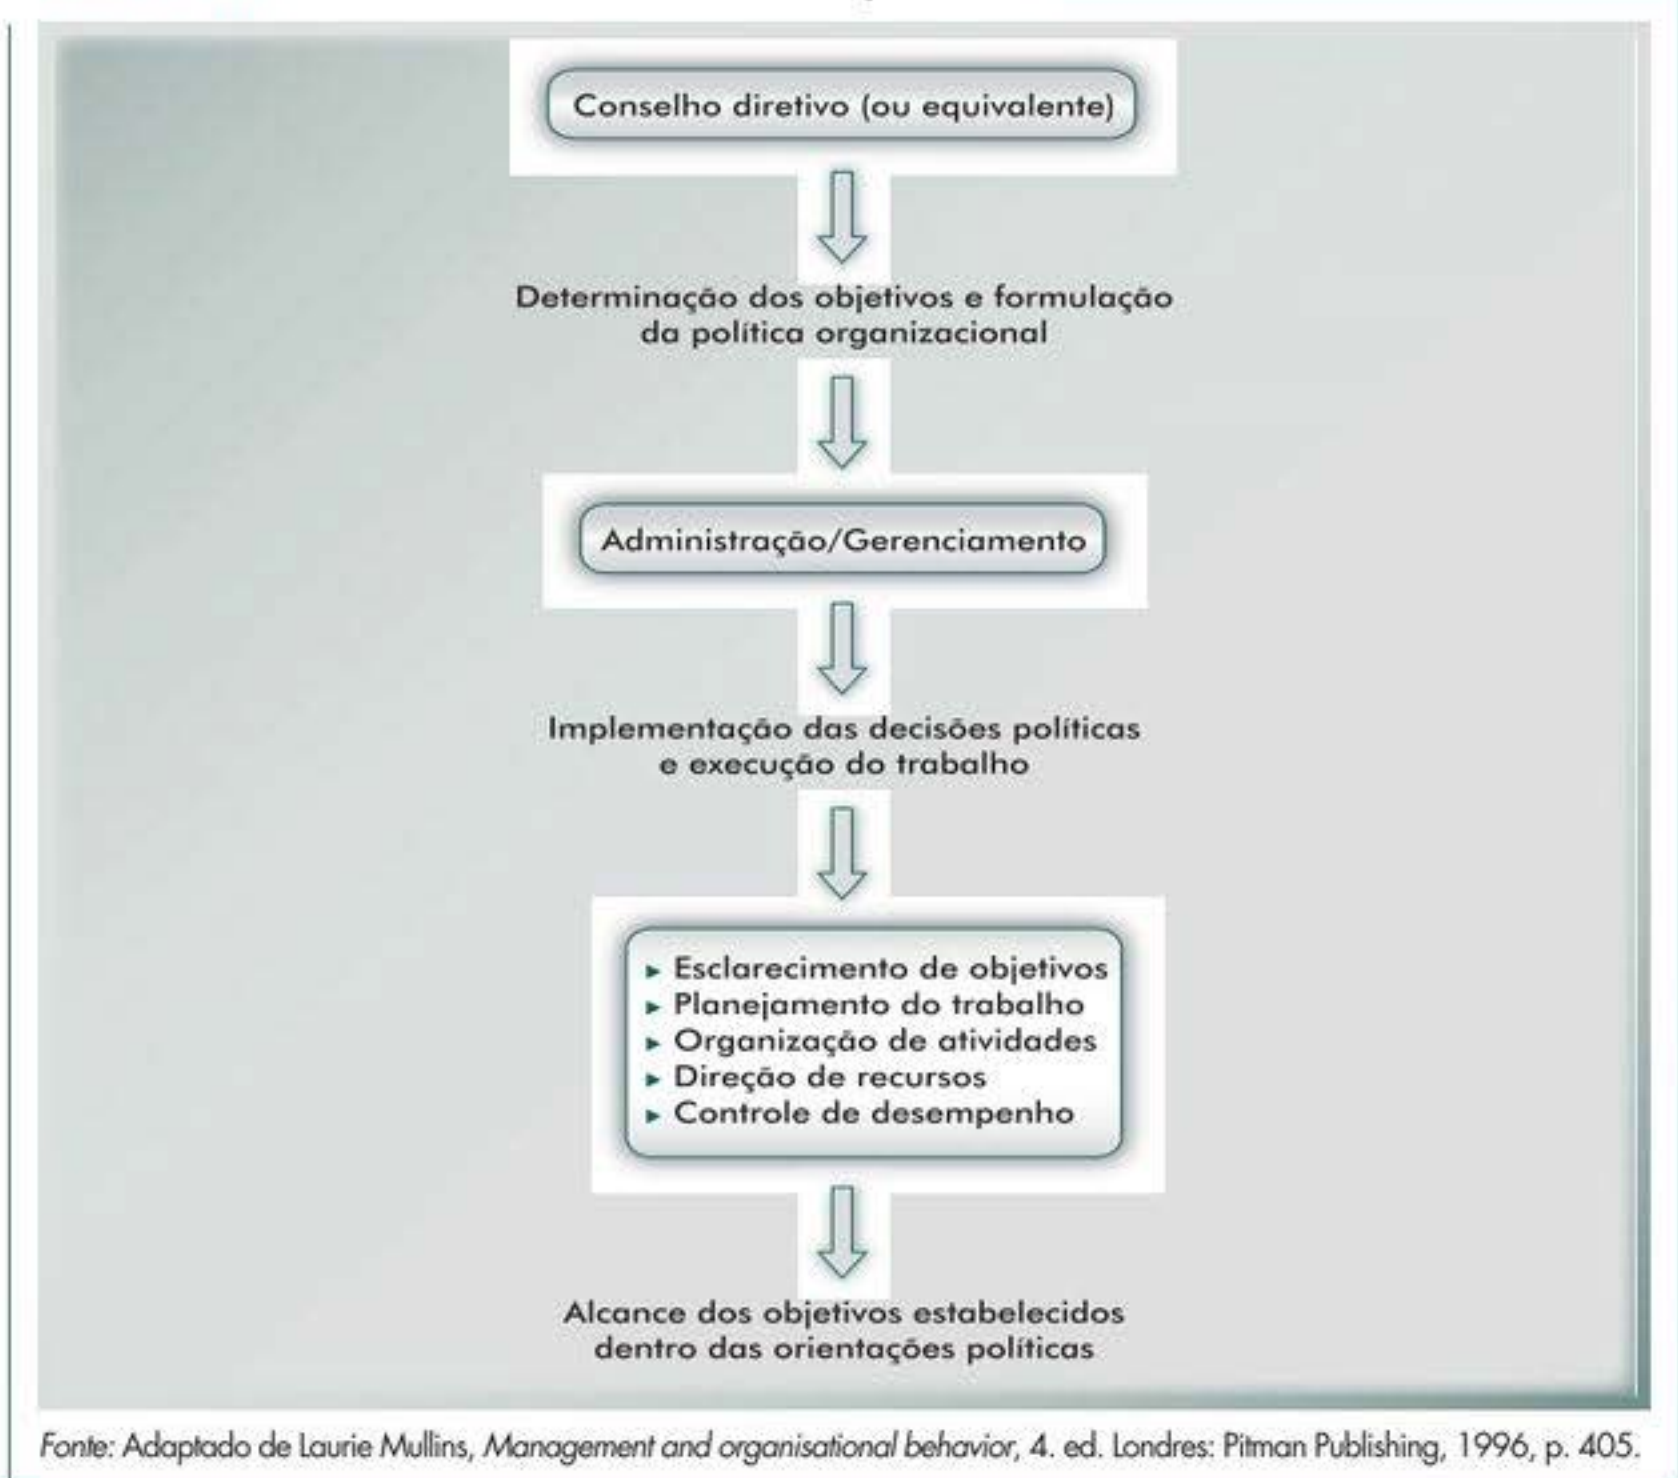 Conselho diretivo (ou equivalente)
Determinação dos objetivos e formulação
da política organizacional
Administração/Gerenciamento
Implementação das decisões políticas
e execução do trabalho
▸ Esclarecimento de objetivos
▸ Planejamento do trabalho
▸ Organização de atividades
▸ Direção de recursos
▸ Controle de desempenho
Alcance dos objetivos estabelecidos
dentro das orientações políticas
Fonte: Adaptado de Laurie Mullins, Management and organisational behavior, 4. ed. Londres: Pitman Publishing, 1996, p. 405.